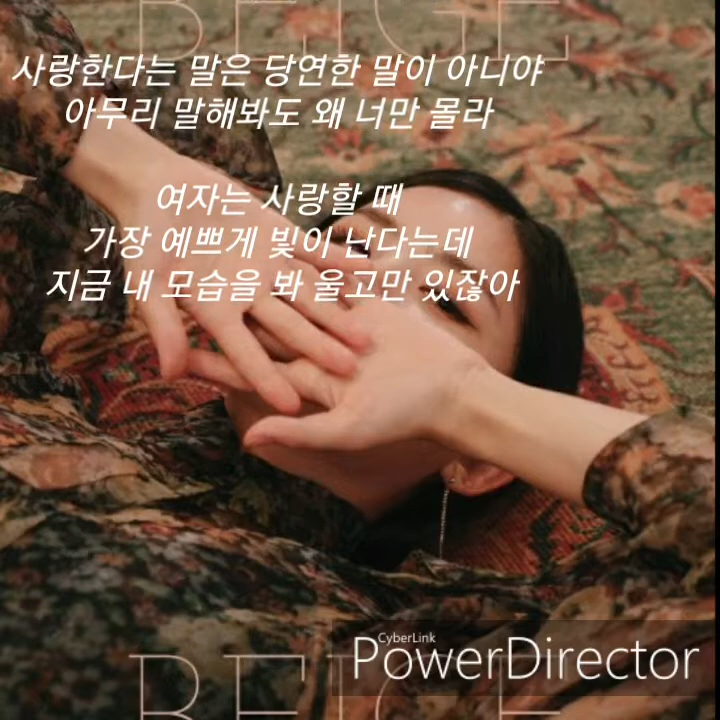 BEIGE
사랑한다는 말은 당연한 말이 아니야
아무리 말해봐도 왜 너만 몰라
여자는 사랑할 때
가장 예쁘게 빛이 난다는데
지금 내 모습을 봐 울고만 있잖아
CyberLink
PowerDirector
BEIGE